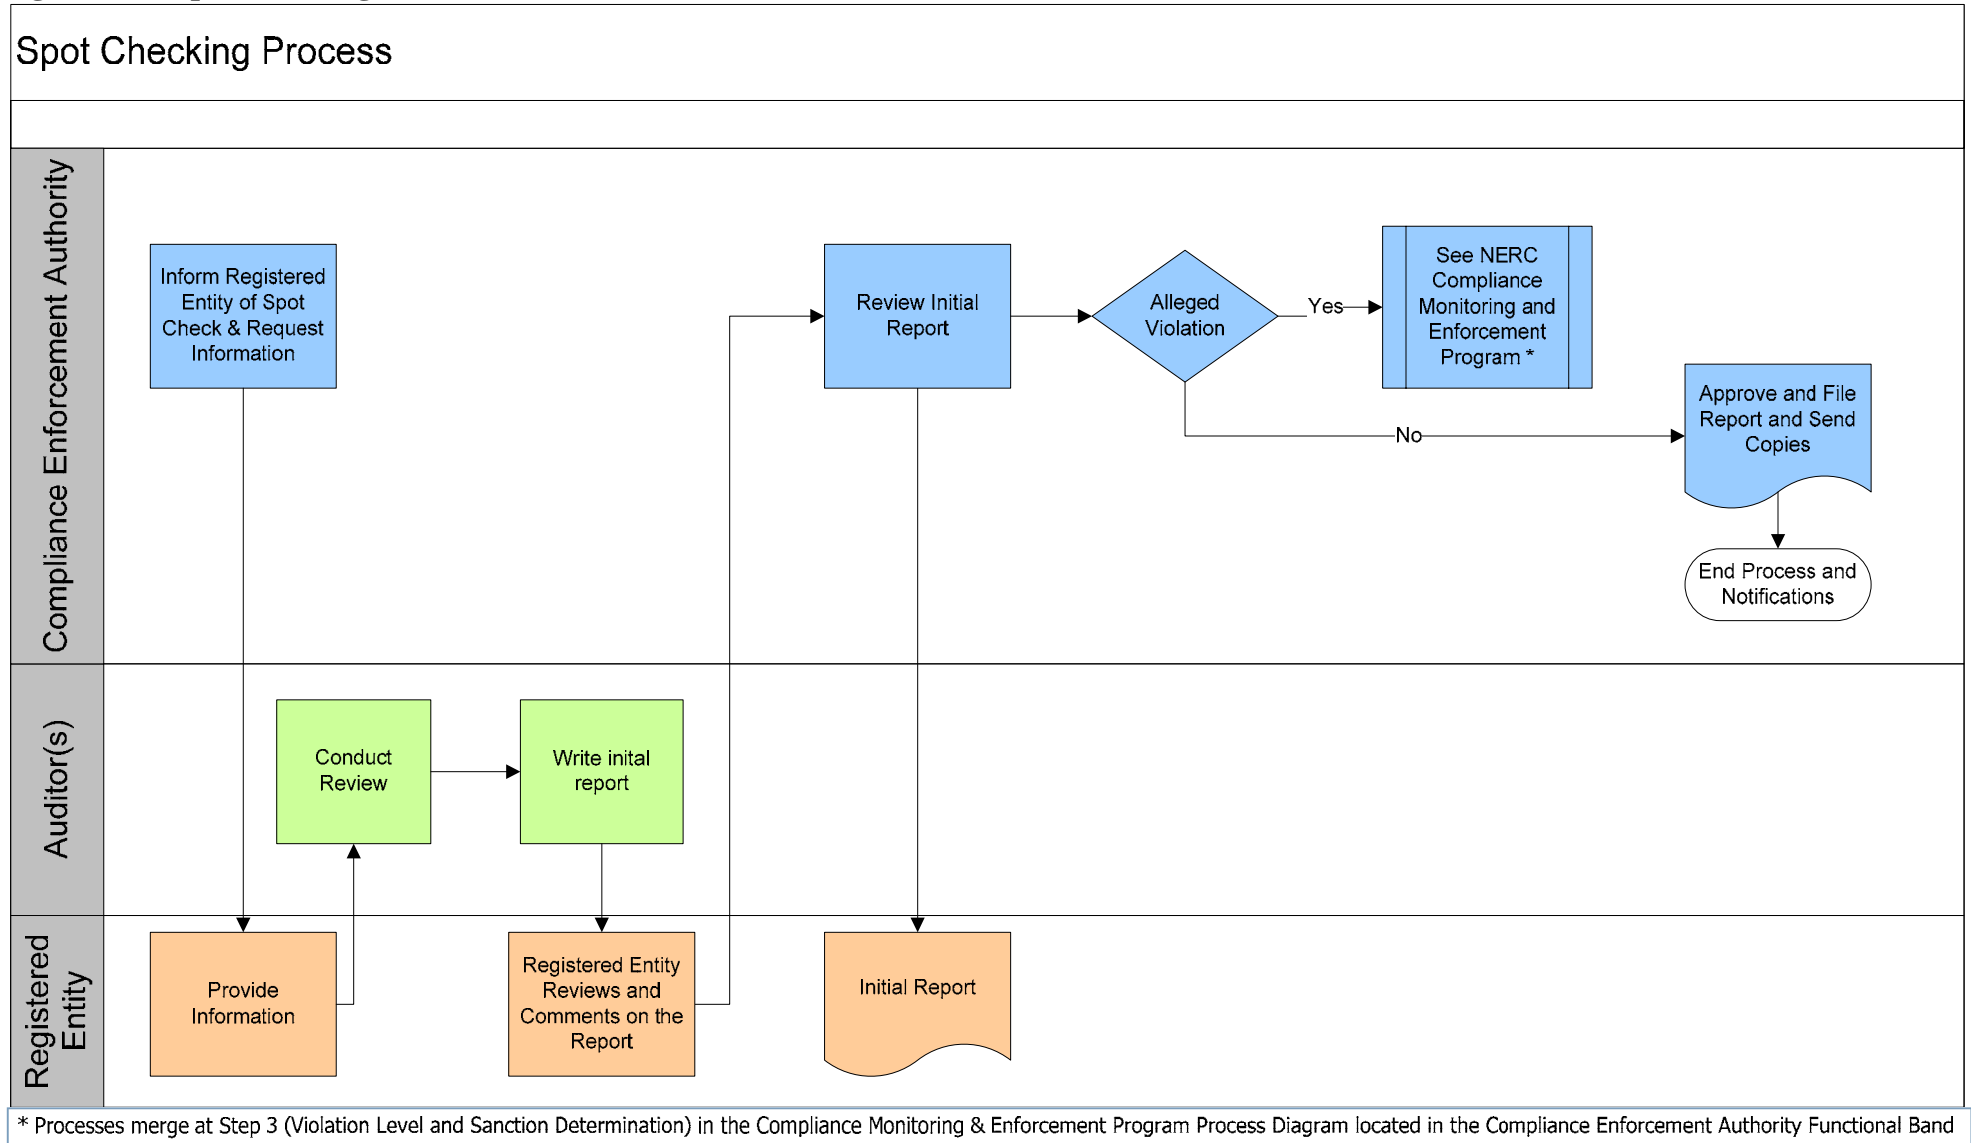 Spot Checking Process
Compliance Enforcement Authority
Inform Registered
Entity of Spot
Check & Request
Information
Review Initial
Report
Alleged
Violation
Yes
See NERC
Compliance
Monitoring and
Enforcement
Program *
No
Approve and File
Report and Send
Copies
End Process and
Notifications
Auditor(s)
Conduct
Review
Write inital
report
Registered
Entity
Provide
Information
Registered Entity
Reviews and
Comments on the
Report
Initial Report
* Processes merge at Step 3 (Violation Level and Sanction Determination) in the Compliance Monitoring & Enforcement Program Process Diagram located in the Compliance Enforcement Authority Functional Band